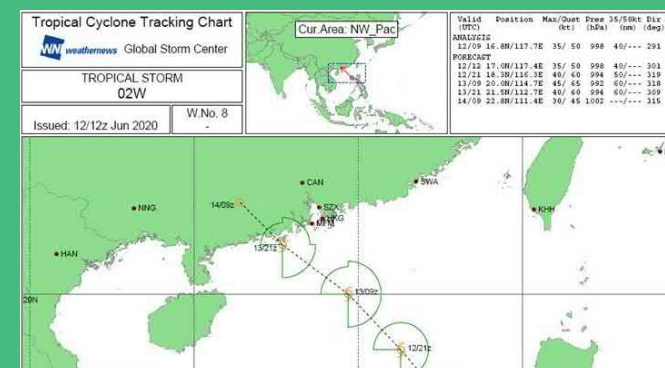 Tropical Cyclone Tracking Chart
WN weathernews Global Storm Center
TROPICAL STORM
02W
Issued: 12/12z Jun 2020
W.No. 8
-
Cur.Area: NW_Pac
Valid Position Max/Gust Pres 35/50kt Dir
(UTC) (kt) (hPa) (nm) (deg)
ANALYSIS
12/09 16.8N/117.7E 35/ 50 998 40/--- 291
FORECAST
12/12 17.0N/117.4E 35/ 50 998 40/--- 301
12/21 18.3N/116.3E 40/ 60 994 50/--- 319
13/09 20.0N/114.7E 45/ 65 992 60/--- 318
13/21 21.5N/112.7E 40/ 60 994 60/--- 309
14/09 22.8N/111.4E 30/ 45 1002 ---/--- 315
CAN
SWA
NNG
14/09z
SZX
HKG
MFM
KHH
13/21z
HAN
20N
13/09z
12/21z